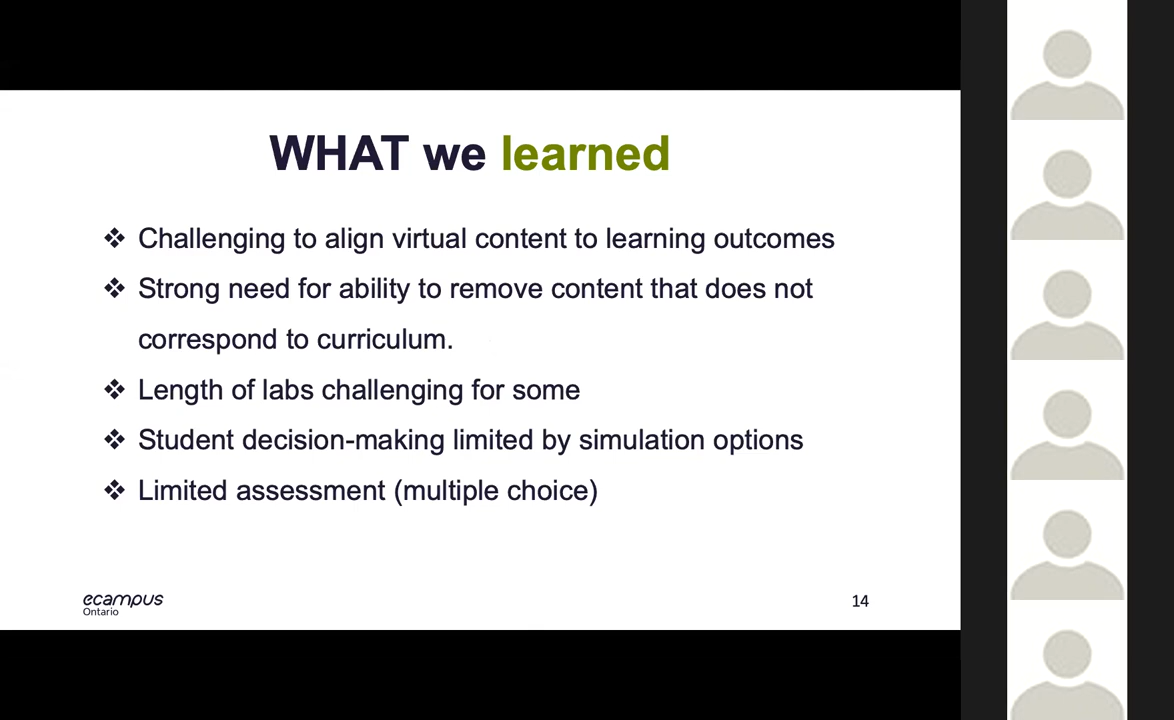 WHAT we learned
❖ Challenging to align virtual content to learning outcomes
❖ Strong need for ability to remove content that does not
correspond to curriculum.
❖ Length of labs challenging for some
❖ Student decision-making limited by simulation options
❖ Limited assessment (multiple choice)
ecampus
Ontario
14